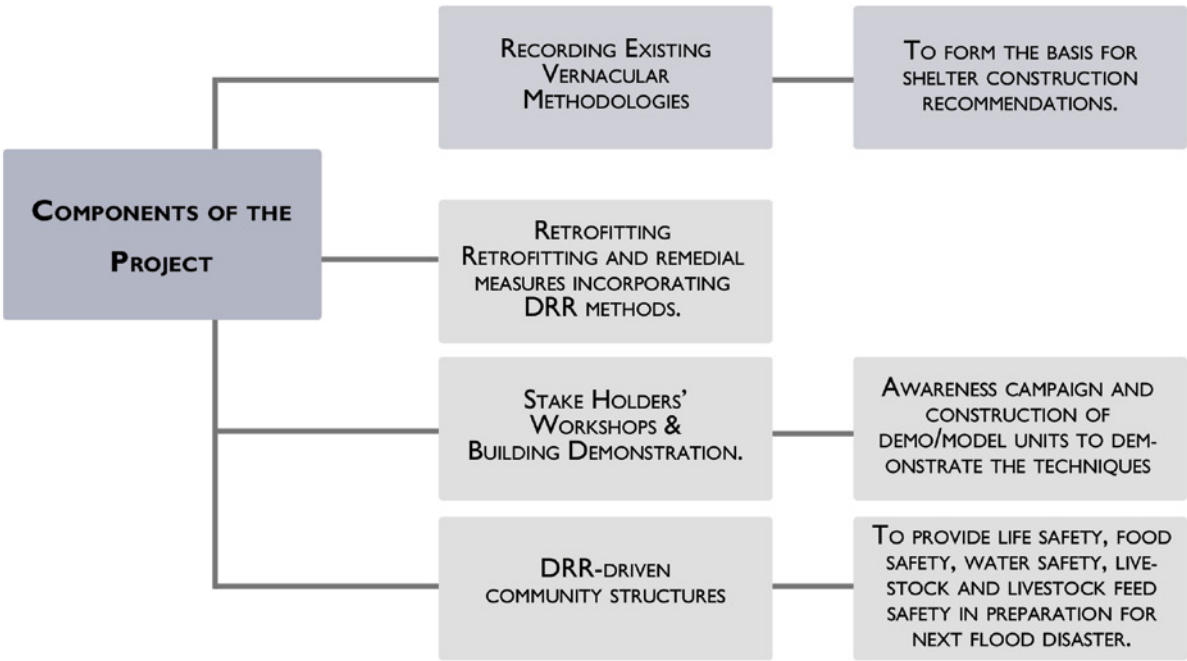 COMPONENTS OF THE
PROJECT
RECORDING EXISTING
VERNACULAR
METHODOLOGIES
TO FORM THE BASIS FOR
SHELTER CONSTRUCTION
RECOMMENDATIONS.
RETROFITTING
RETROFITTING AND REMEDIAL
MEASURES INCORPORATING
DRR METHODS.
STAKE HOLDERS'
WORKSHOPS &
BUILDING DEMONSTRATION.
AWARENESS CAMPAIGN AND
CONSTRUCTION OF
DEMO/MODEL UNITS TO DEM-
ONSTRATE THE TECHNIQUES
DRR-DRIVEN
COMMUNITY STRUCTURES
TO PROVIDE LIFE SAFETY, FOOD
SAFETY, WATER SAFETY, LIVE-
STOCK AND LIVESTOCK FEED
SAFETY IN PREPARATION FOR
NEXT FLOOD DISASTER.